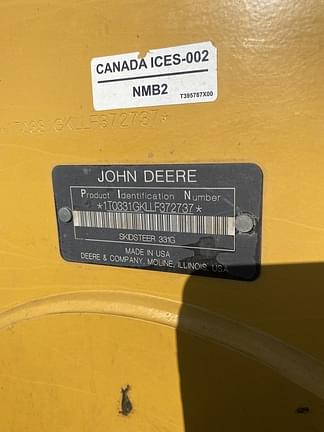 CANADA ICES-002
NMB2
T395787X00
GKLLF372737*
JOHN DEERE
Product Identification Number
*1T0331GKLLF372737*
SKIDSTEER 331G
MADE IN USA
DEERE & COMPANY, MOLINE, ILLINOIS, USA